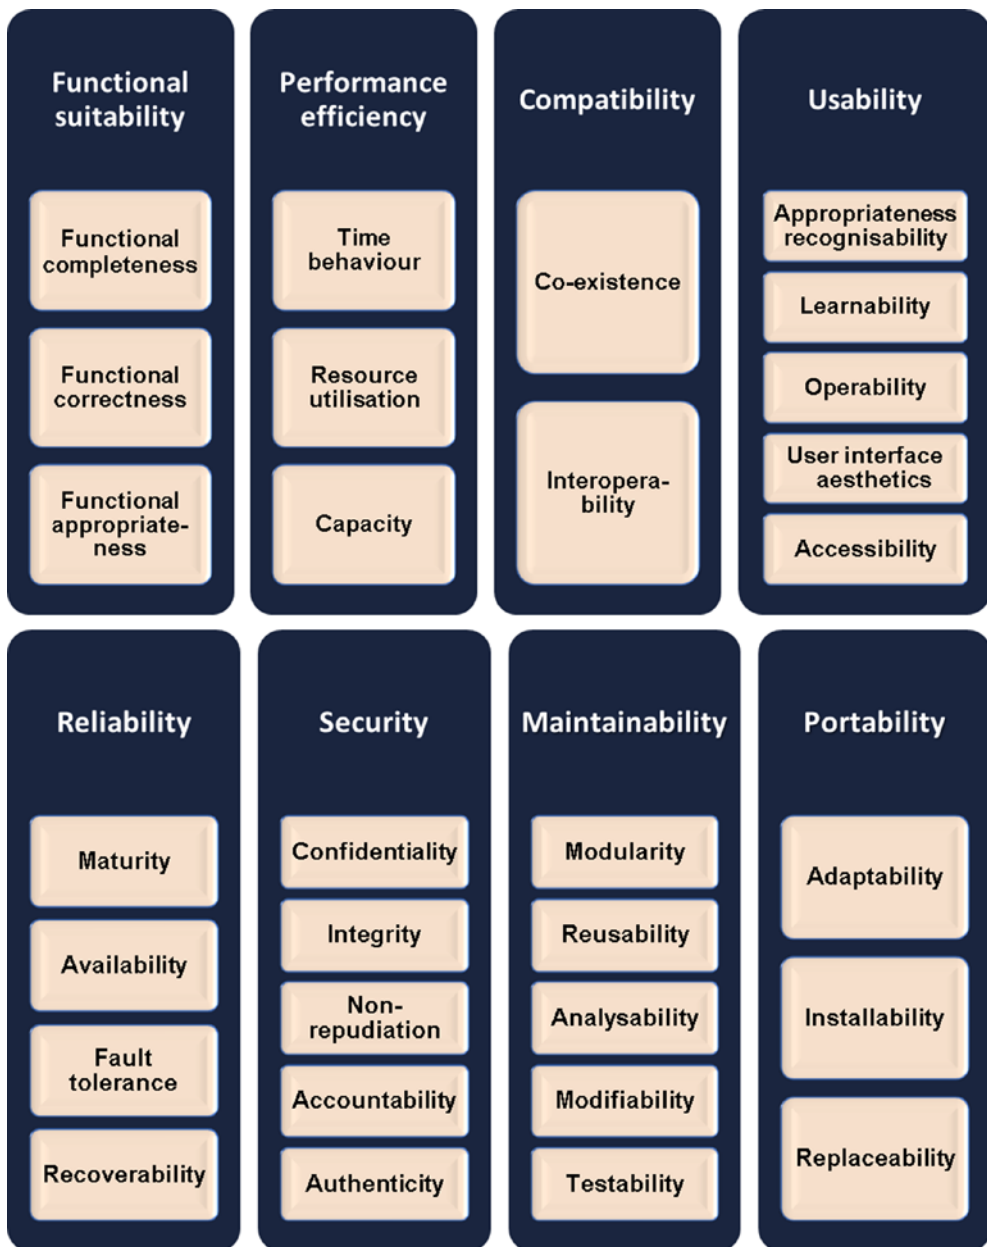 Functional
suitability
Functional
completeness
Functional
correctness
Functional
appropriate-
ness
Performance
efficiency
Time
behaviour
Resource
utilisation
Capacity
Compatibility
Co-existence
Interopera-
bility
Usability
Appropriateness
recognisability
Learnability
Operability
User interface
aesthetics
Accessibility
Reliability
Maturity
Availability
Fault
tolerance
Recoverability
Security
Confidentiality
Integrity
Non-
repudiation
Accountability
Authenticity
Maintainability
Modularity
Reusability
Analysability
Modifiability
Testability
Portability
Adaptability
Installability
Replaceability